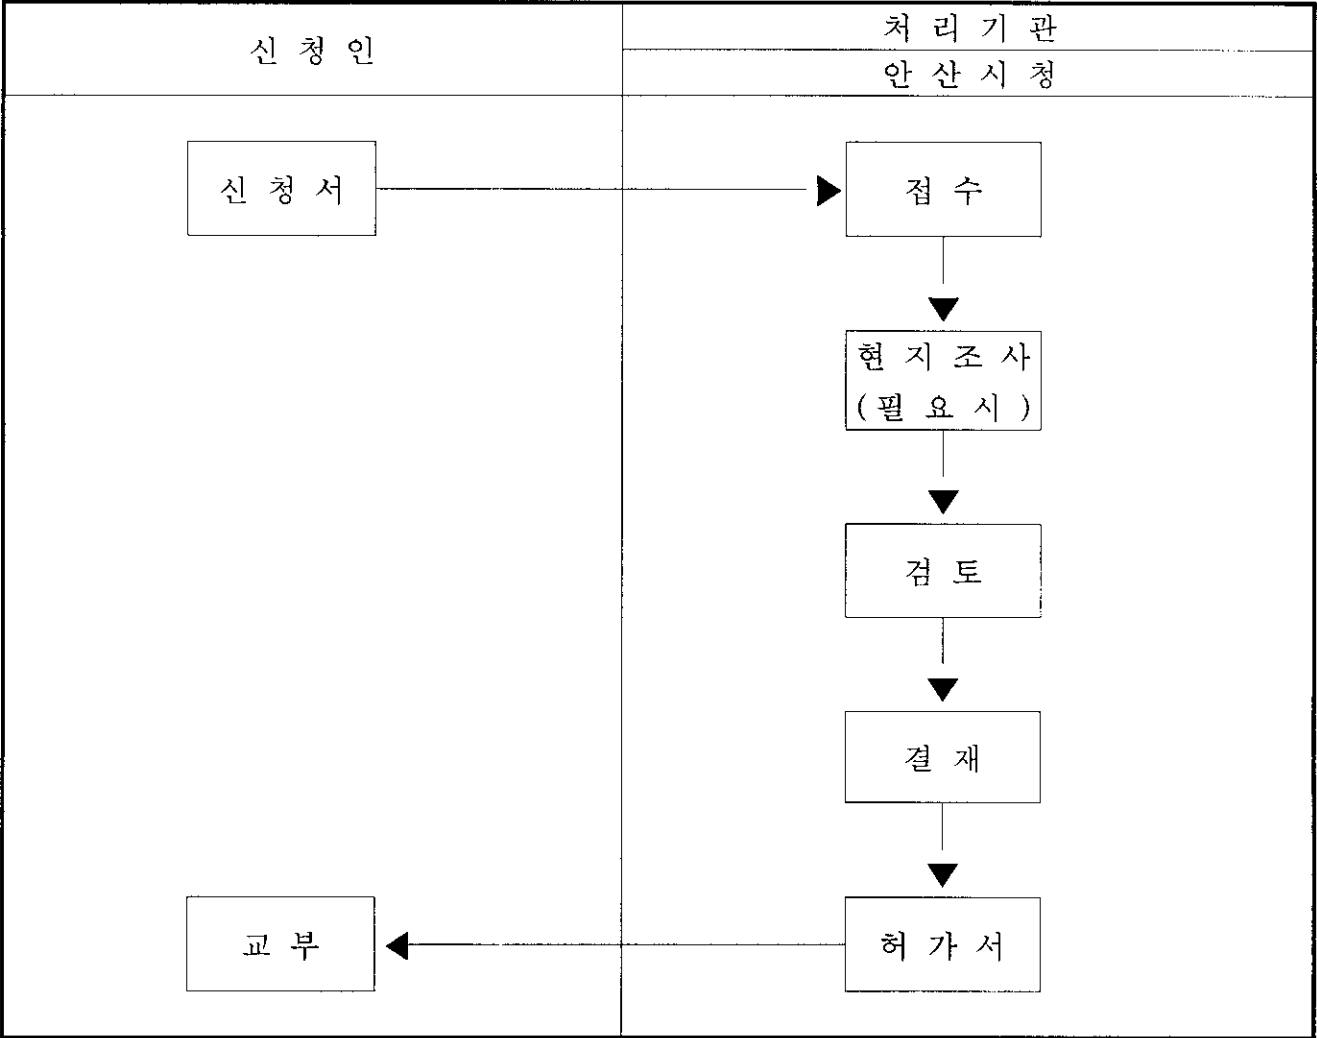 신 청 인
처 리 기 관
안 산 시 청
신 청 서
접 수
현 지 조 사
( 필 요 시 )
검 토
결 재
허 가 서
교 부